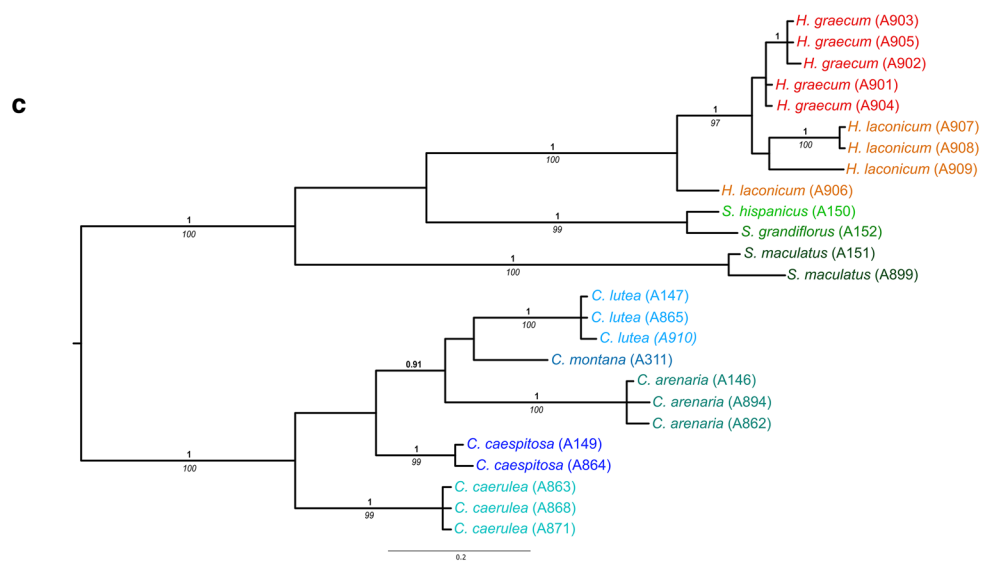 H. graecum (A903)
1
H. graecum (A905)
H. graecum (A902)
c
H. graecum (A901)
H. graecum (A904)
1
97
H. laconicum (A907)
1
100
H. laconicum (A908)
1
100
H. laconicum (A909)
H. laconicum (A906)
S. hispanicus (A150)
1
99
1
100
S. grandiflorus (A152)
S. maculatus (A151)
1
100
S. maculatus (A899)
C. lutea (A147)
1
100
C. lutea (A865)
C. lutea (A910)
C. montana (A311)
0.91
C. arenaria (A146)
1
100
C. arenaria (A894)
C. arenaria (A862)
C. caespitosa (A149)
1
99
1
100
C. caespitosa (A864)
C. caerulea (A863)
1
99
C. caerulea (A868)
C. caerulea (A871)
0.2